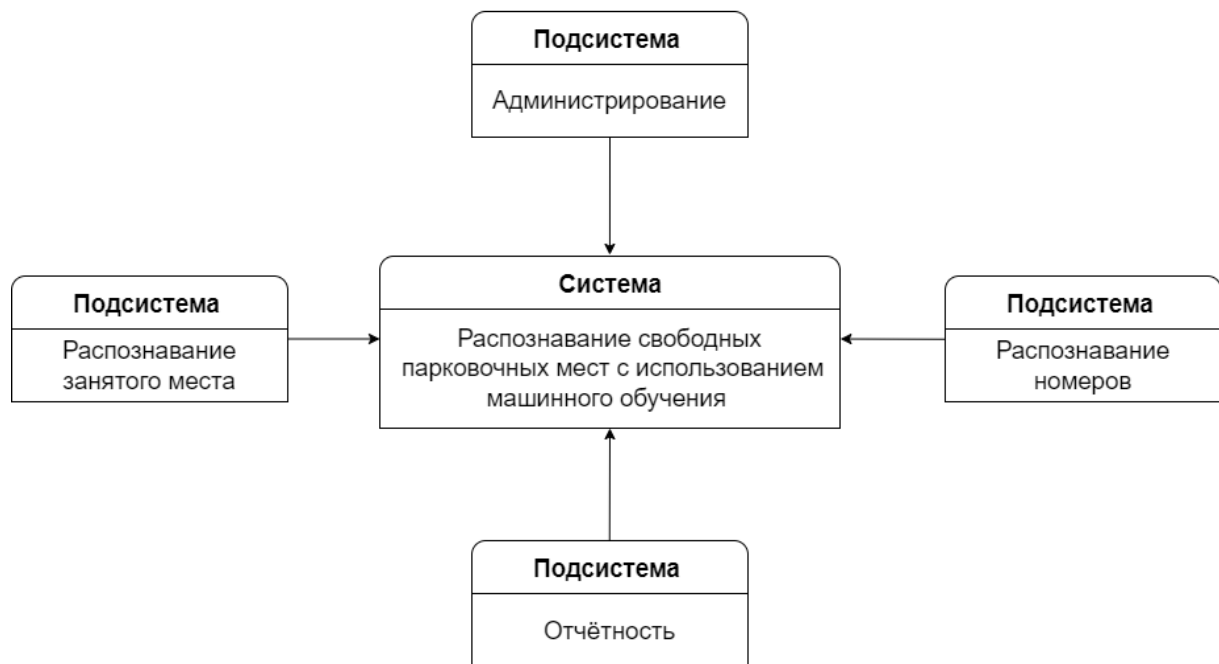 Подсистема
Администрирование
Подсистема
Распознавание
занятого места
Система
Распознавание свободных
парковочных мест с использованием
машинного обучения
Подсистема
Распознавание
номеров
Подсистема
Отчётность